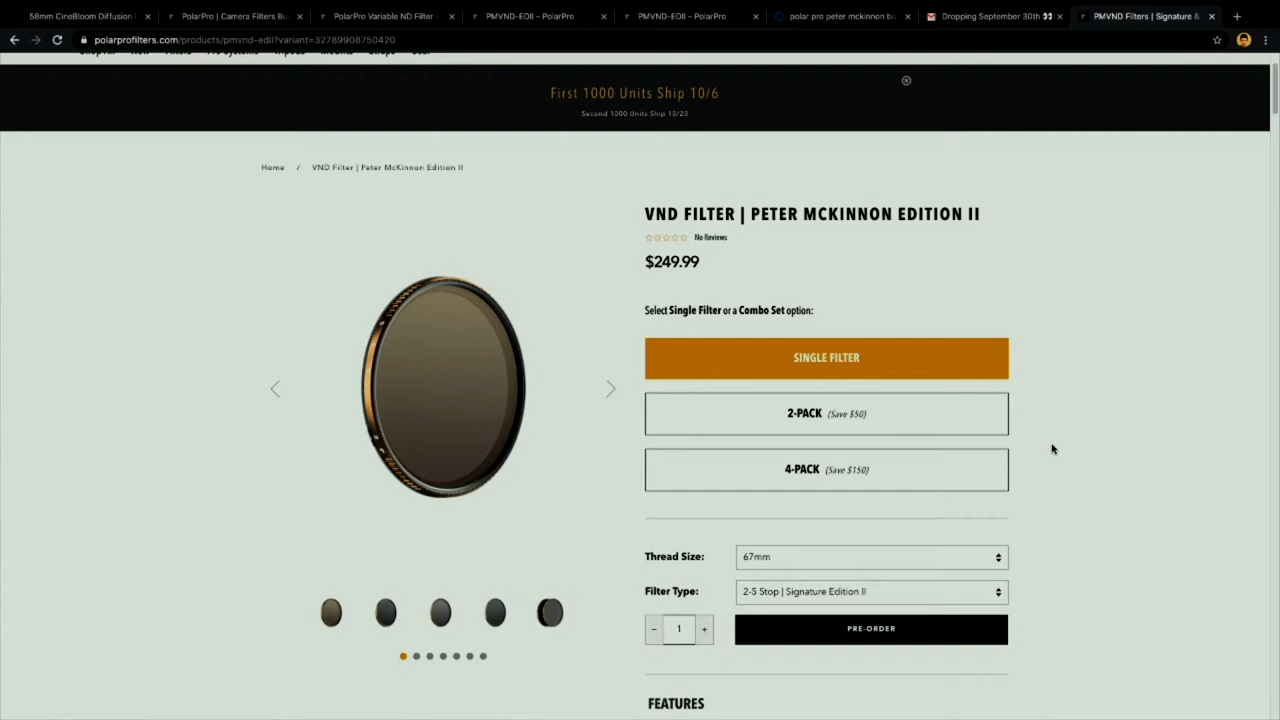 58mm CineBloom Diffusion
PolarPro | Camera Filters Bu
PolarPro Variable ND Filter -
PMVND-EDII – PolarPro
PMVND-EDII – PolarPro
polar pro peter mckinnon bu
Dropping September 30th 👀
PMVND Filters | Signature &
polarprofilters.com/products/pmvnd-edii?variant=32789908750420
First 1000 Units Ship 10/6
Second 1000 Units Ship 10/20
Home / VND Filter | Peter McKinnon Edition II
VND FILTER | PETER MCKINNON EDITION II
No Reviews
$249.99
Select Single Filter or a Combo Set option:
SINGLE FILTER
2-PACK (Save $50)
4-PACK (Save $150)
Thread Size: 67mm
Filter Type: 2-5 Stop | Signature Edition II
− 1 + PRE-ORDER
FEATURES